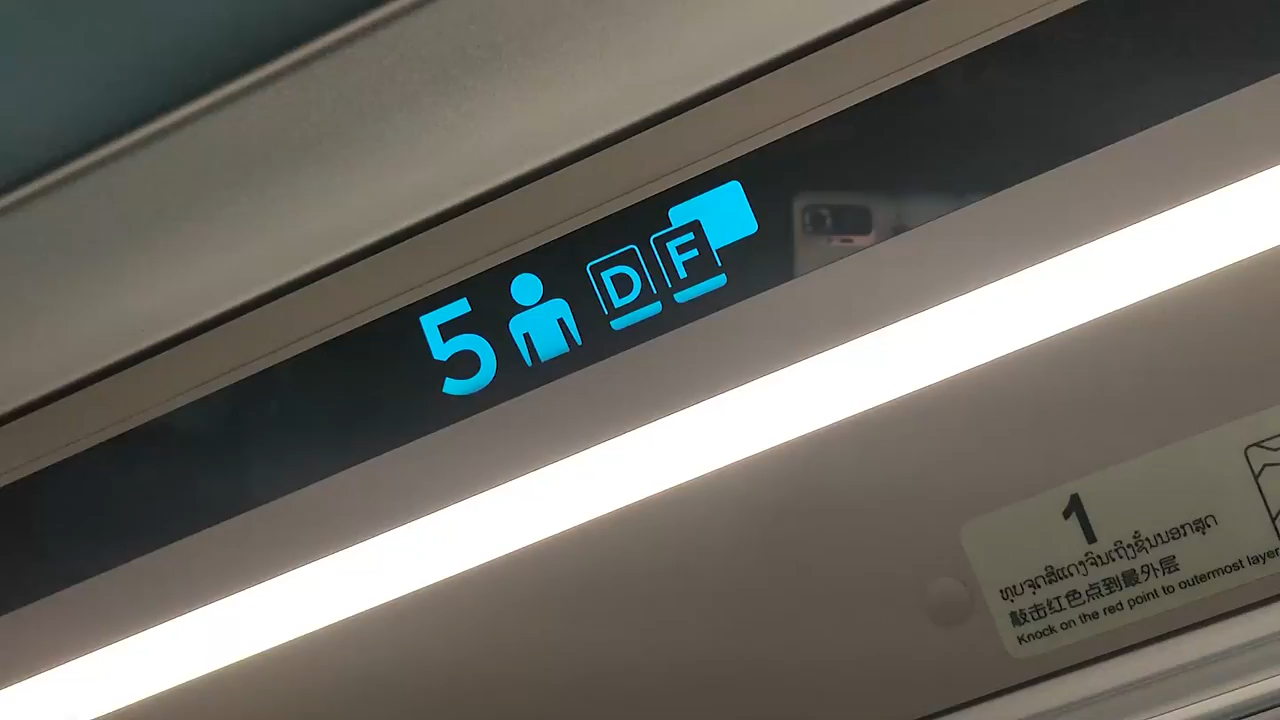 5 D F
1
ທຸບຈຸດສີແດງຈົນເຖິງຊັ້ນນອກສຸດ
敲击红色点到最外层
Knock on the red point to outermost layer